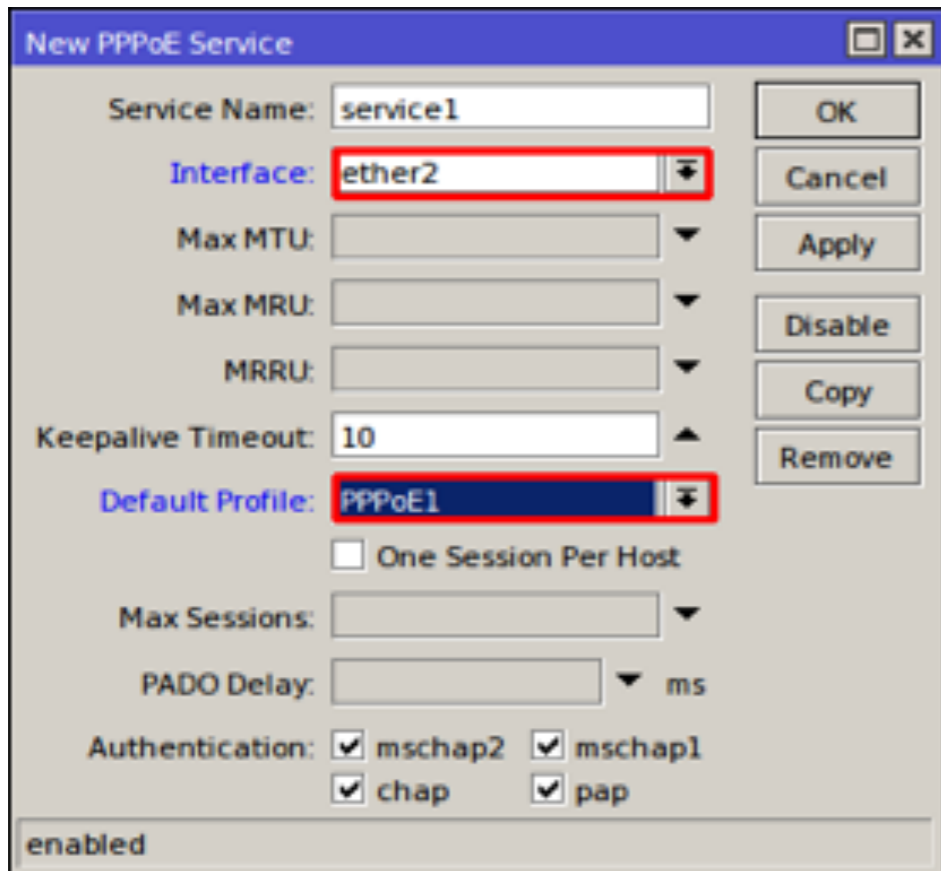 New PPPoE Service
Service Name: service1
OK
Interface: ether2
Cancel
Max MTU:
Apply
Max MRU:
Disable
MRRU:
Copy
Keepalive Timeout: 10
Remove
Default Profile: PPPoE1
One Session Per Host
Max Sessions:
PADO Delay: ms
Authentication: mschap2 mschap1
chap pap
enabled